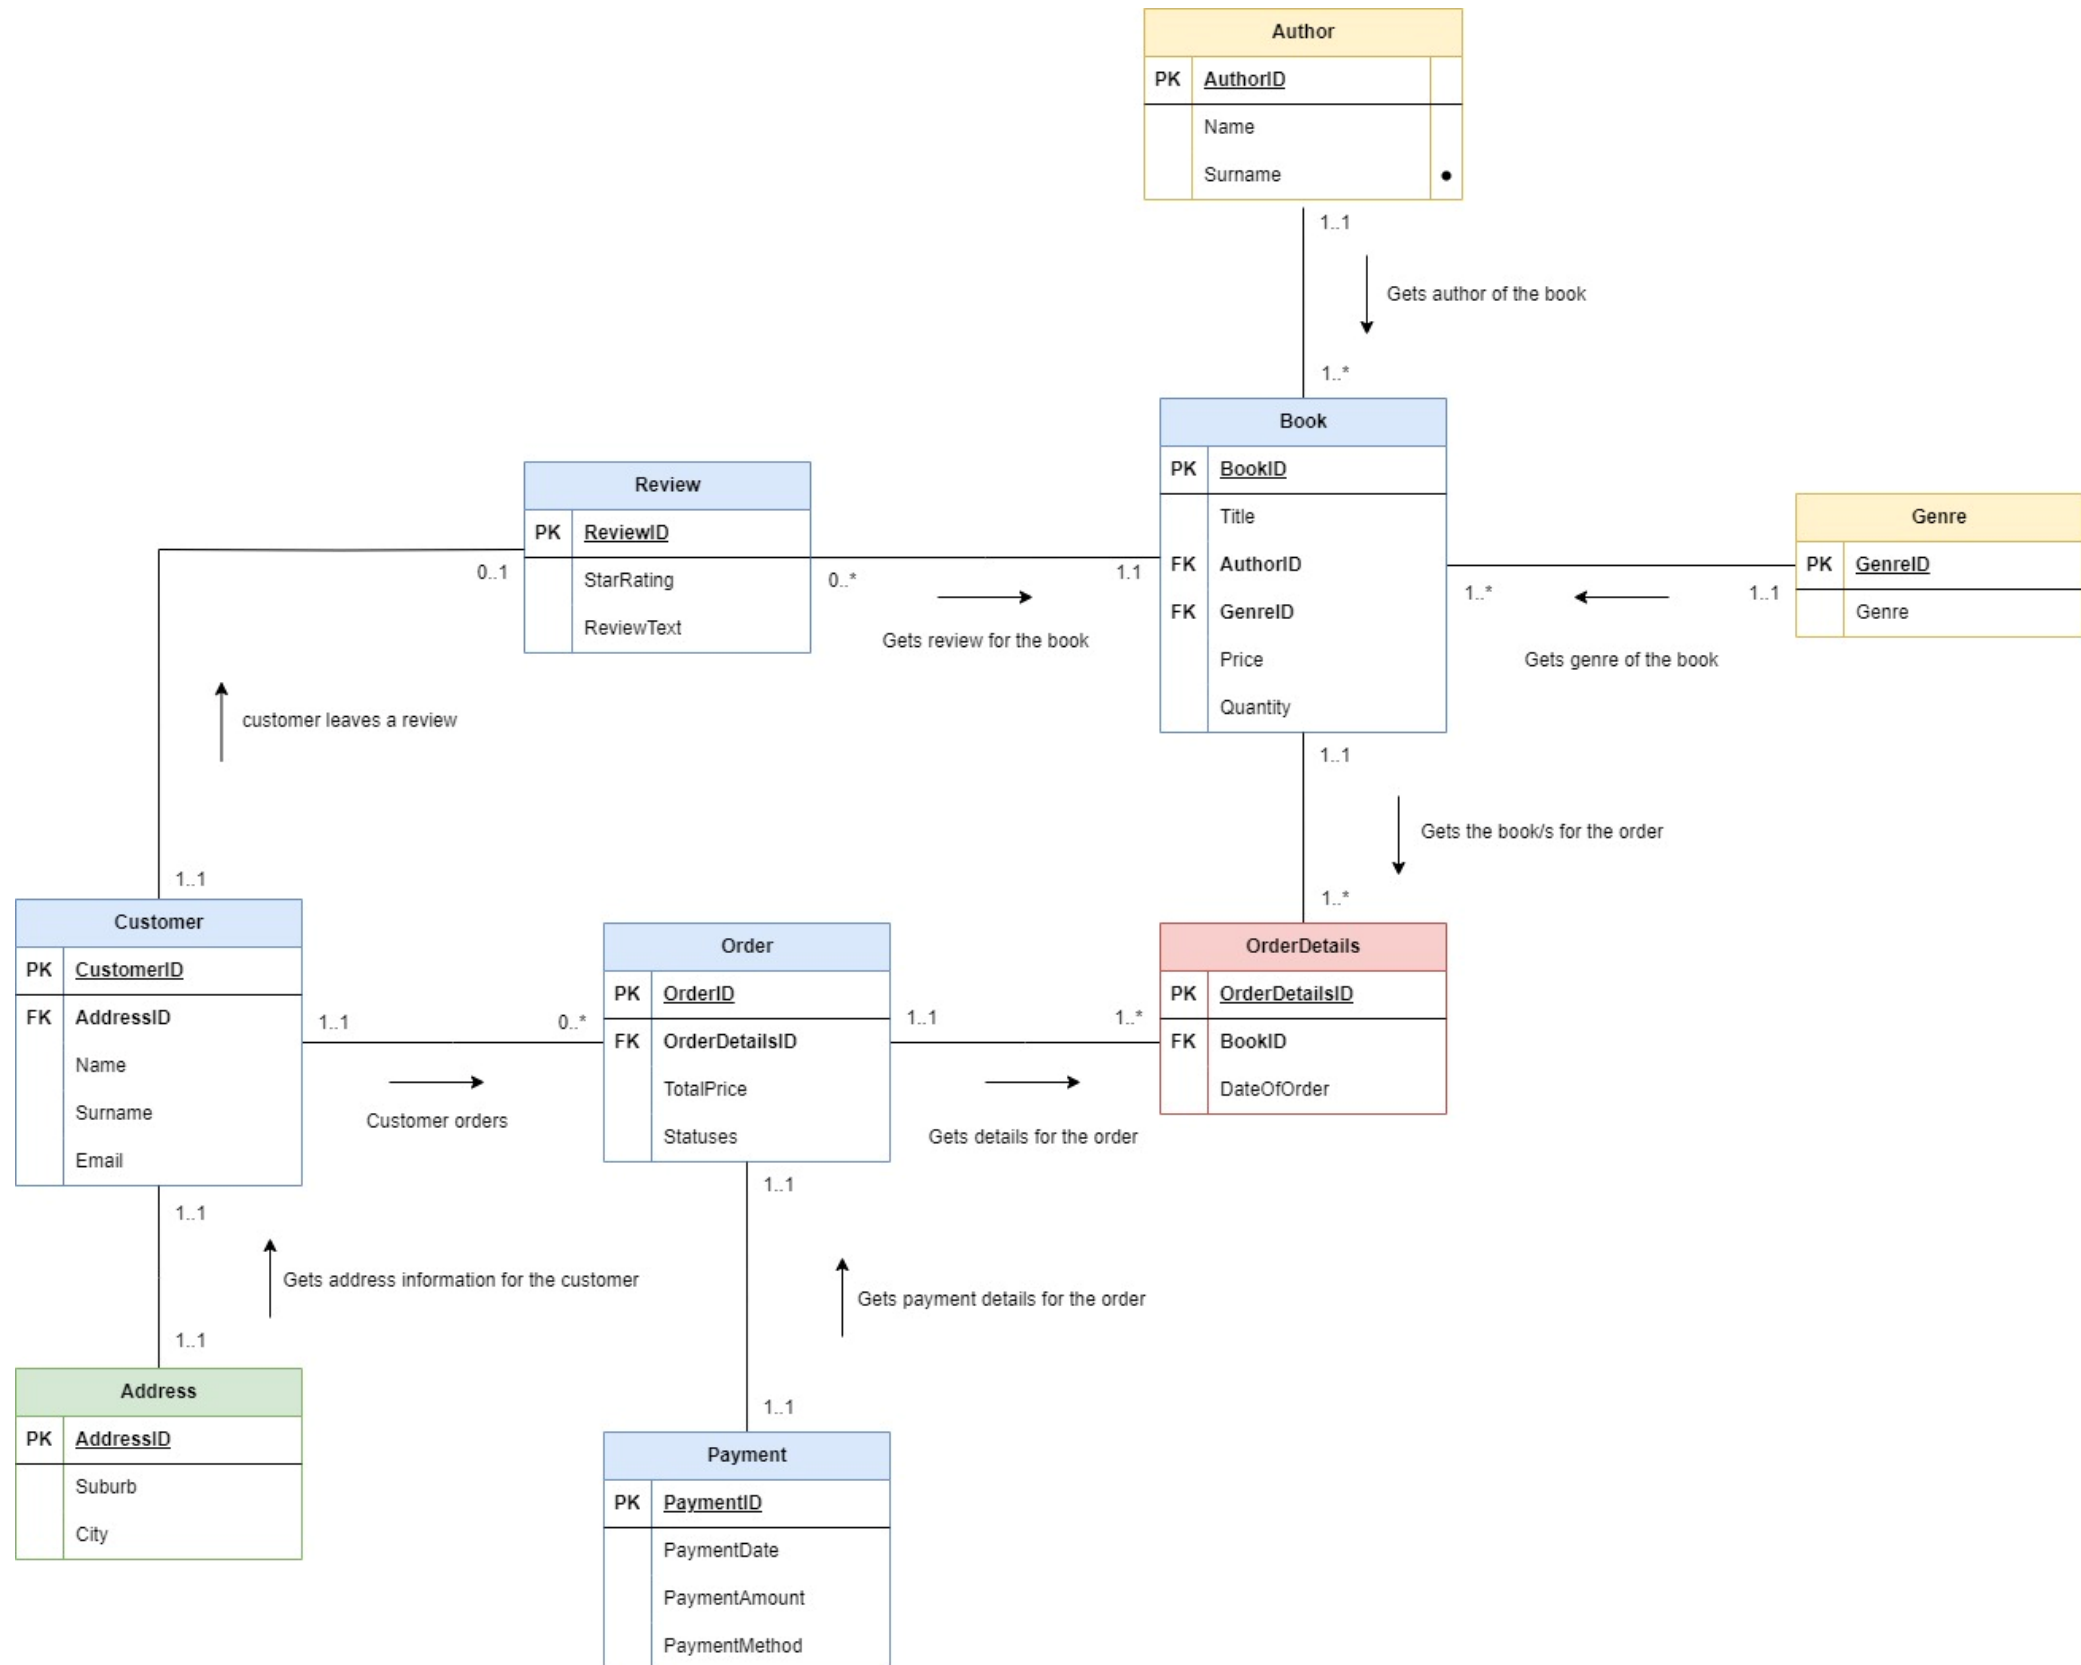 Author
PK AuthorID
Name
Surname
1..1
Gets author of the book
1..*
Book
PK BookID
Title
FK AuthorID
FK GenreID
Price
Quantity
Review
PK ReviewID
StarRating
ReviewText
0..1
0..*
1.1
Gets review for the book
Genre
PK GenreID
Genre
1..*
1..1
Gets genre of the book
customer leaves a review
1..1
1..1
Gets the book/s for the order
1..*
Customer
PK CustomerID
FK AddressID
Name
Surname
Email
1..1
0..*
Customer orders
Order
PK OrderID
FK OrderDetailsID
TotalPrice
Statuses
1..1
1..*
Gets details for the order
OrderDetails
PK OrderDetailsID
FK BookID
DateOfOrder
1..1
Gets address information for the customer
1..1
1..1
Gets payment details for the order
1..1
Address
PK AddressID
Suburb
City
Payment
PK PaymentID
PaymentDate
PaymentAmount
PaymentMethod